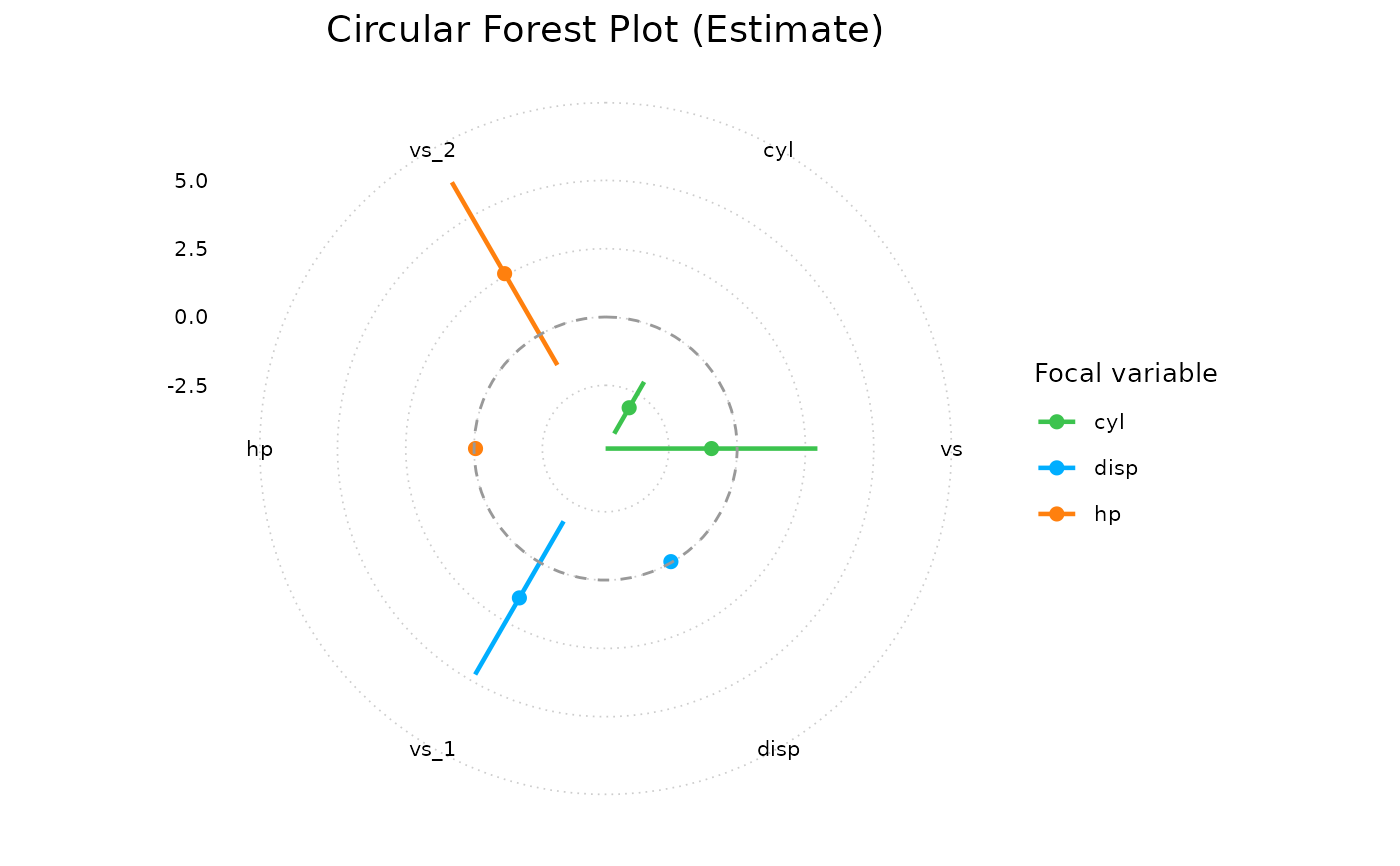 Circular Forest Plot (Estimate)
vs_2
cyl
5.0
2.5
0.0
-2.5
hp
vs
vs_1
disp
Focal variable
cyl
disp
hp